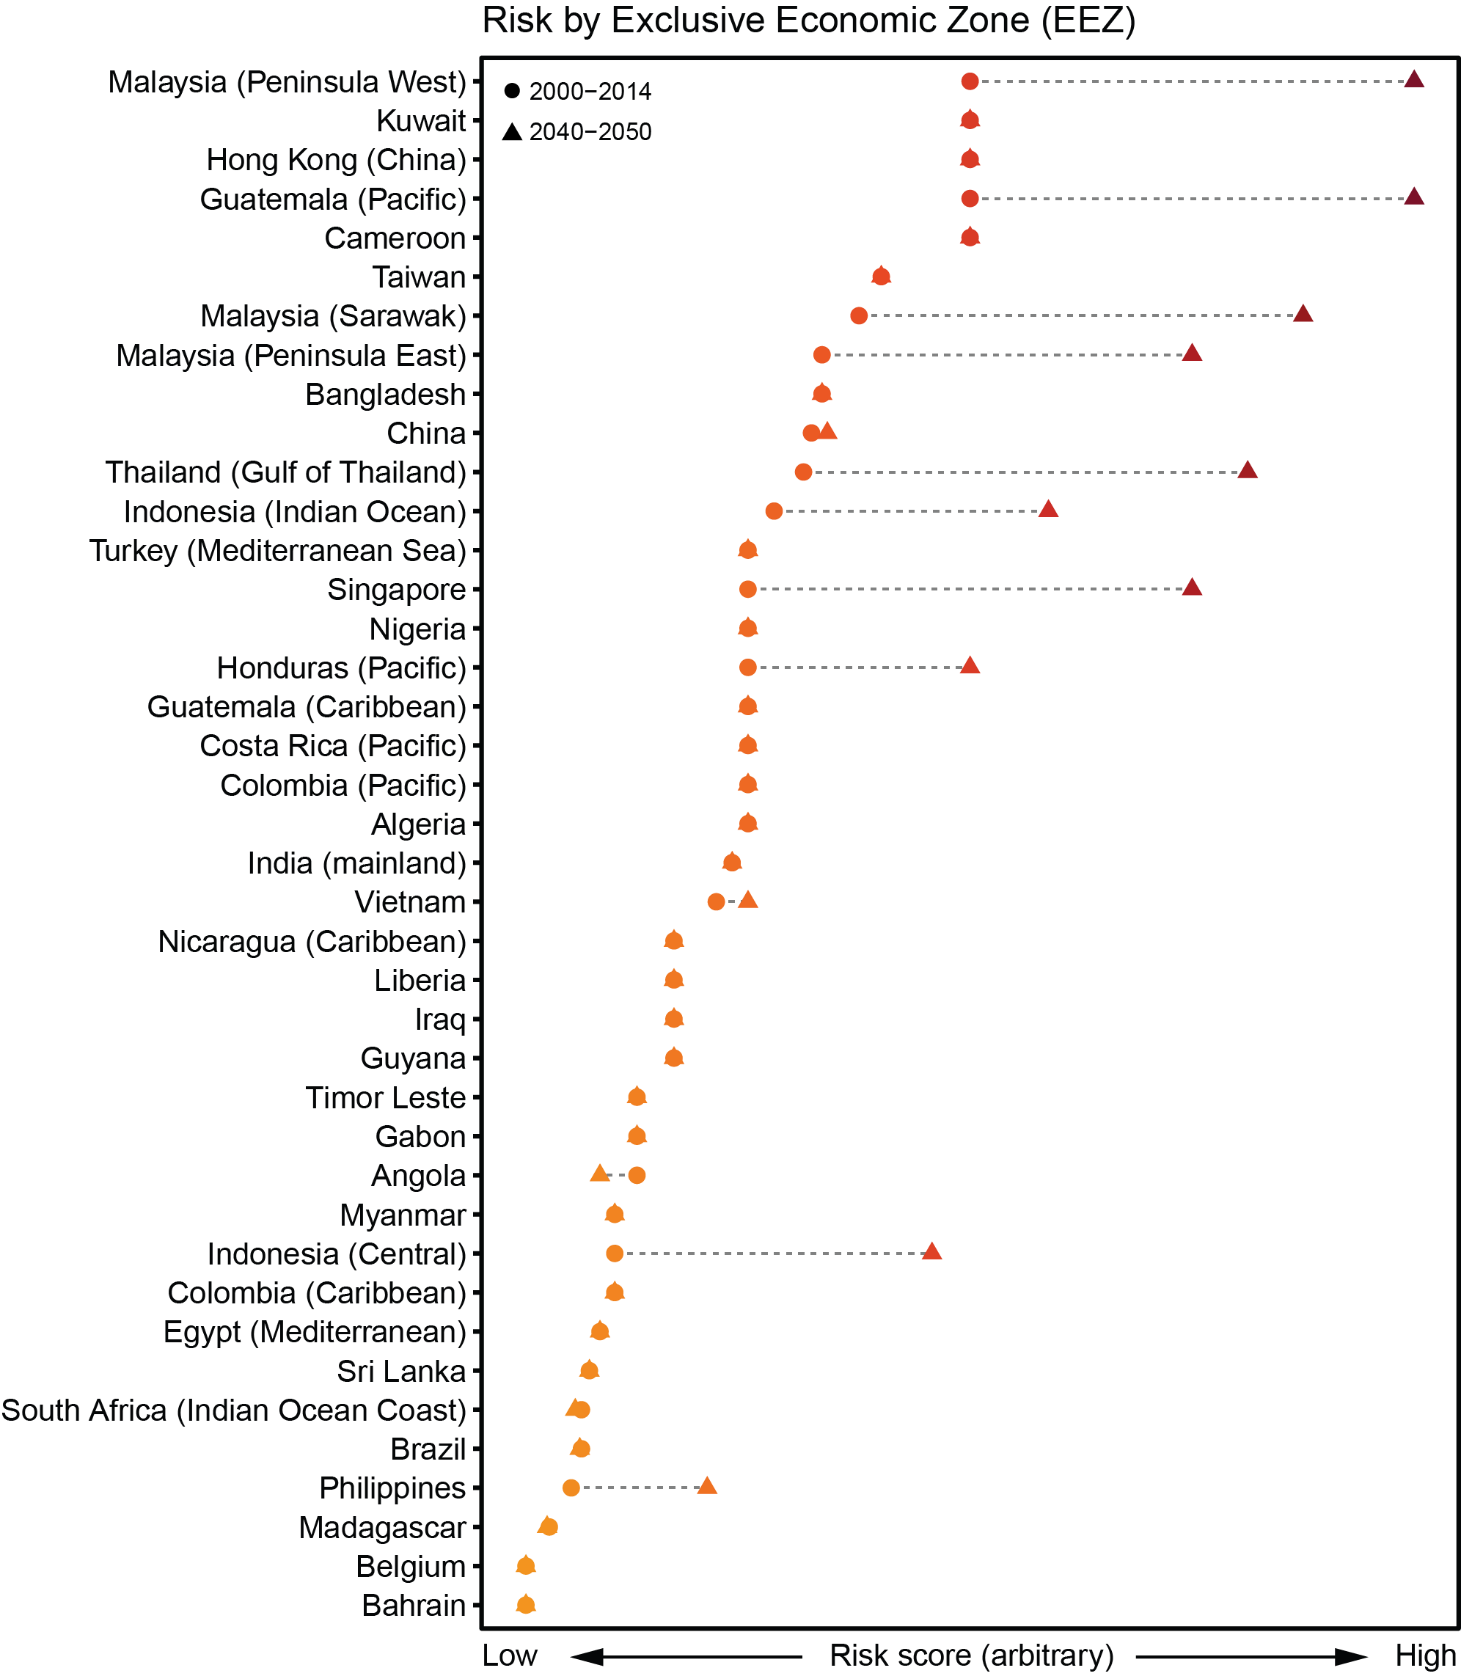 Risk by Exclusive Economic Zone (EEZ)
2000−2014
2040−2050
Malaysia (Peninsula West)
Kuwait
Hong Kong (China)
Guatemala (Pacific)
Cameroon
Taiwan
Malaysia (Sarawak)
Malaysia (Peninsula East)
Bangladesh
China
Thailand (Gulf of Thailand)
Indonesia (Indian Ocean)
Turkey (Mediterranean Sea)
Singapore
Nigeria
Honduras (Pacific)
Guatemala (Caribbean)
Costa Rica (Pacific)
Colombia (Pacific)
Algeria
India (mainland)
Vietnam
Nicaragua (Caribbean)
Liberia
Iraq
Guyana
Timor Leste
Gabon
Angola
Myanmar
Indonesia (Central)
Colombia (Caribbean)
Egypt (Mediterranean)
Sri Lanka
South Africa (Indian Ocean Coast)
Brazil
Philippines
Madagascar
Belgium
Bahrain
Low Risk score (arbitrary) High